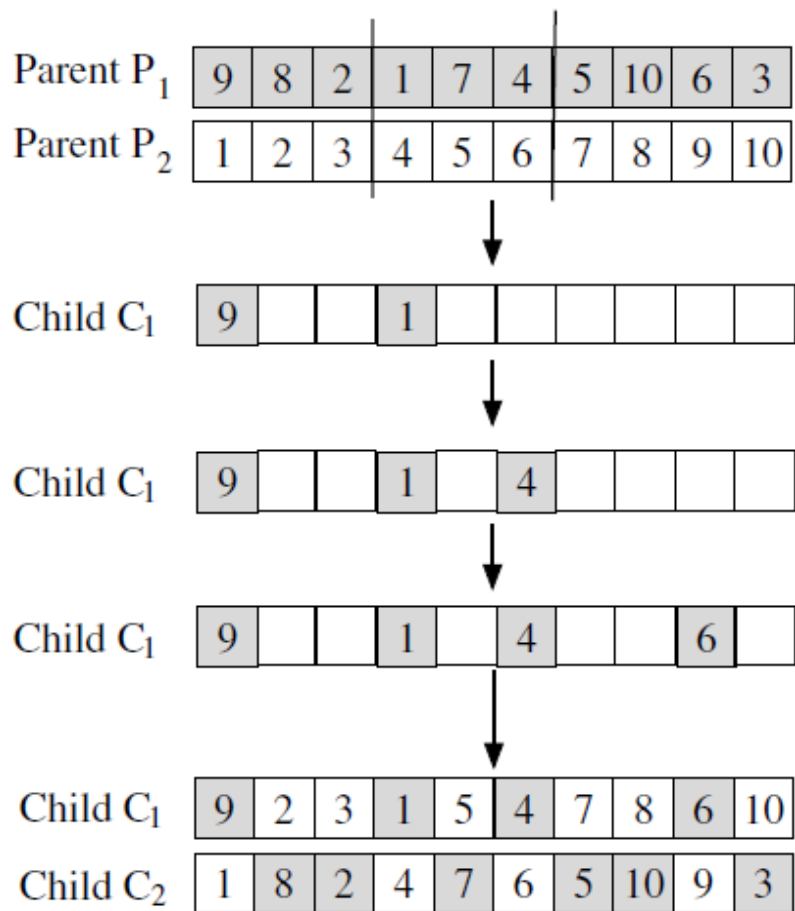 Parent P1 9 8 2 1 7 4 5 10 6 3
Parent P2 1 2 3 4 5 6 7 8 9 10
Child C1 9 1
Child C1 9 1 4
Child C1 9 1 4 6
Child C1 9 2 3 1 5 4 7 8 6 10
Child C2 1 8 2 4 7 6 5 10 9 3